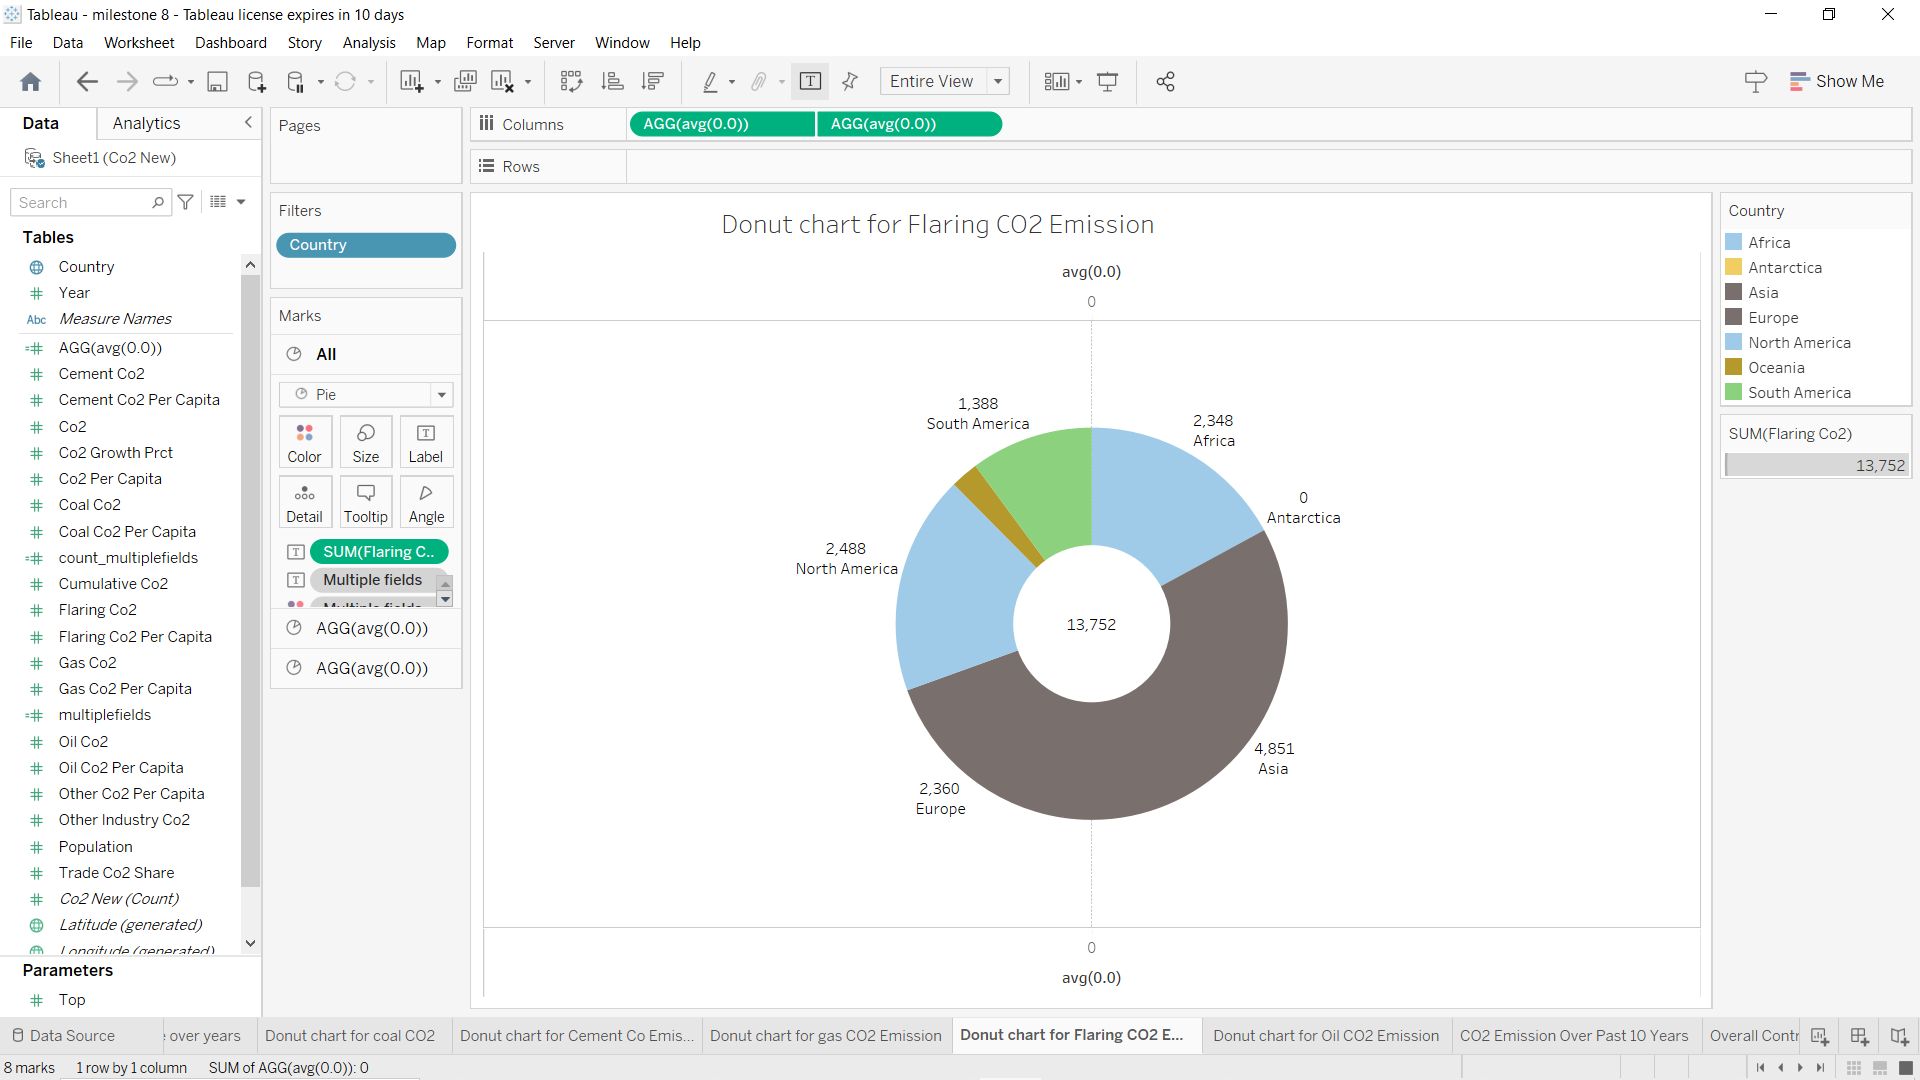 Tableau - milestone 8 - Tableau license expires in 10 days
File Data Worksheet Dashboard Story Analysis Map Format Server Window Help
Entire View
Show Me
Data Analytics
Sheet1 (Co2 New)
Search
Tables
Country
Year
Abc Measure Names
AGG(avg(0.0))
Cement Co2
Cement Co2 Per Capita
Co2
Co2 Growth Prct
Co2 Per Capita
Coal Co2
Coal Co2 Per Capita
count_multiplefields
Cumulative Co2
Flaring Co2
Flaring Co2 Per Capita
Gas Co2
Gas Co2 Per Capita
multiplefields
Oil Co2
Oil Co2 Per Capita
Other Co2 Per Capita
Other Industry Co2
Population
Trade Co2 Share
Co2 New (Count)
Latitude (generated)
Longitude (generated)
Parameters
Top
Pages
Filters
Country
Marks
All
Pie
Color Size Label
Detail Tooltip Angle
SUM(Flaring C..
Multiple fields
Multiple fields
AGG(avg(0.0))
AGG(avg(0.0))
Columns AGG(avg(0.0)) AGG(avg(0.0))
Rows
Donut chart for Flaring CO2 Emission
avg(0.0)
0
1,388
South America
2,348
Africa
0
Antarctica
2,488
North America
13,752
4,851
Asia
2,360
Europe
0
avg(0.0)
Country
Africa
Antarctica
Asia
Europe
North America
Oceania
South America
SUM(Flaring Co2)
13,752
Data Source
e over years
Donut chart for coal CO2
Donut chart for Cement Co Emis...
Donut chart for gas CO2 Emission
Donut chart for Flaring CO2 E...
Donut chart for Oil CO2 Emission
CO2 Emission Over Past 10 Years
Overall Contr
8 marks 1 row by 1 column SUM of AGG(avg(0.0)): 0